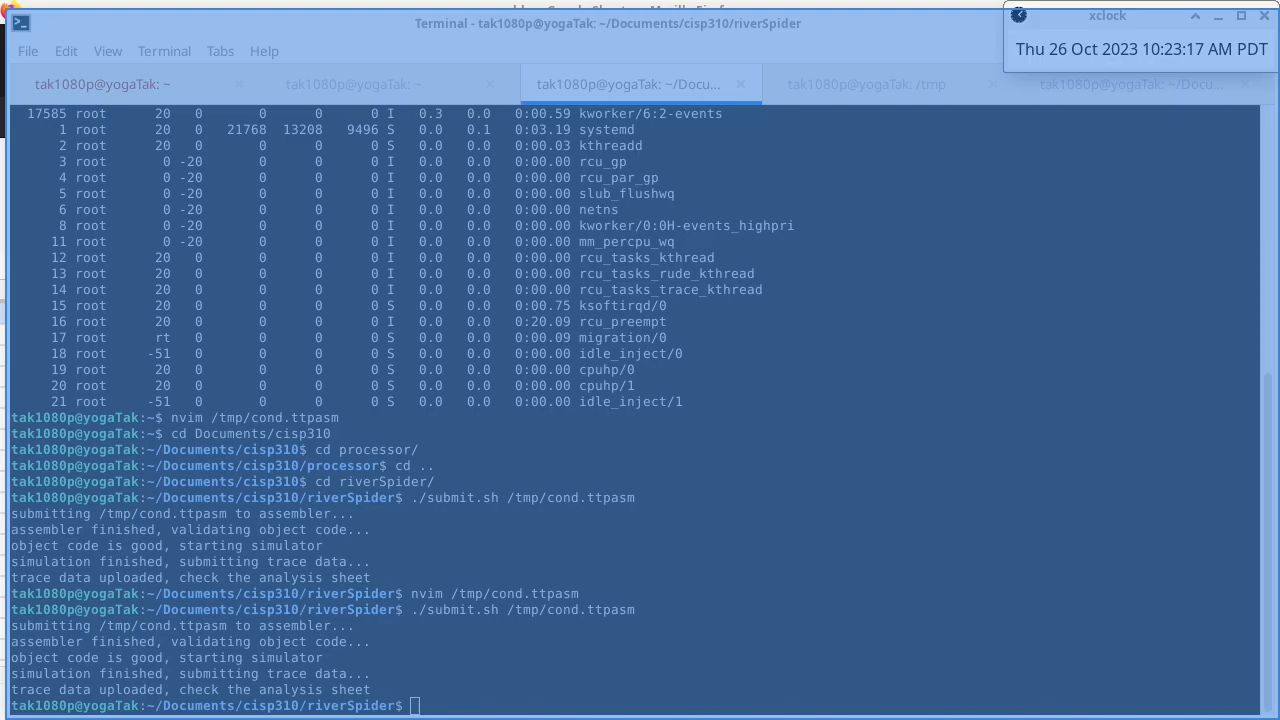 Terminal - tak1080p@yogaTak: ~/Documents/cisp310/riverSpider
xclock
File Edit View Terminal Tabs Help
Thu 26 Oct 2023 10:23:17 AM PDT
tak1080p@yogaTak: ~ tak1080p@yogaTak: ~ tak1080p@yogaTak: ~/Docu... tak1080p@yogaTak: /tmp tak1080p@yogaTak: ~/Docu...
17585 root 20 0 0 0 0 I 0.3 0.0 0:00.59 kworker/6:2-events
1 root 20 0 21768 13208 9496 S 0.0 0.1 0:03.19 systemd
2 root 20 0 0 0 0 S 0.0 0.0 0:00.03 kthreadd
3 root 0 -20 0 0 0 I 0.0 0.0 0:00.00 rcu_gp
4 root 0 -20 0 0 0 I 0.0 0.0 0:00.00 rcu_par_gp
5 root 0 -20 0 0 0 I 0.0 0.0 0:00.00 slub_flushwq
6 root 0 -20 0 0 0 I 0.0 0.0 0:00.00 netns
8 root 0 -20 0 0 0 I 0.0 0.0 0:00.00 kworker/0:0H-events_highpri
11 root 0 -20 0 0 0 I 0.0 0.0 0:00.00 mm_percpu_wq
12 root 20 0 0 0 0 I 0.0 0.0 0:00.00 rcu_tasks_kthread
13 root 20 0 0 0 0 I 0.0 0.0 0:00.00 rcu_tasks_rude_kthread
14 root 20 0 0 0 0 I 0.0 0.0 0:00.00 rcu_tasks_trace_kthread
15 root 20 0 0 0 0 S 0.0 0.0 0:00.75 ksoftirqd/0
16 root 20 0 0 0 0 I 0.0 0.0 0:20.09 rcu_preempt
17 root rt 0 0 0 0 S 0.0 0.0 0:00.09 migration/0
18 root -51 0 0 0 0 S 0.0 0.0 0:00.00 idle_inject/0
19 root 20 0 0 0 0 S 0.0 0.0 0:00.00 cpuhp/0
20 root 20 0 0 0 0 S 0.0 0.0 0:00.00 cpuhp/1
21 root -51 0 0 0 0 S 0.0 0.0 0:00.00 idle_inject/1
tak1080p@yogaTak:~$ nvim /tmp/cond.ttpasm
tak1080p@yogaTak:~$ cd Documents/cisp310
tak1080p@yogaTak:~/Documents/cisp310$ cd processor/
tak1080p@yogaTak:~/Documents/cisp310/processor$ cd ..
tak1080p@yogaTak:~/Documents/cisp310$ cd riverSpider/
tak1080p@yogaTak:~/Documents/cisp310/riverSpider$ ./submit.sh /tmp/cond.ttpasm
submitting /tmp/cond.ttpasm to assembler...
assembler finished, validating object code...
object code is good, starting simulator
simulation finished, submitting trace data...
trace data uploaded, check the analysis sheet
tak1080p@yogaTak:~/Documents/cisp310/riverSpider$ nvim /tmp/cond.ttpasm
tak1080p@yogaTak:~/Documents/cisp310/riverSpider$ ./submit.sh /tmp/cond.ttpasm
submitting /tmp/cond.ttpasm to assembler...
assembler finished, validating object code...
object code is good, starting simulator
simulation finished, submitting trace data...
trace data uploaded, check the analysis sheet
tak1080p@yogaTak:~/Documents/cisp310/riverSpider$